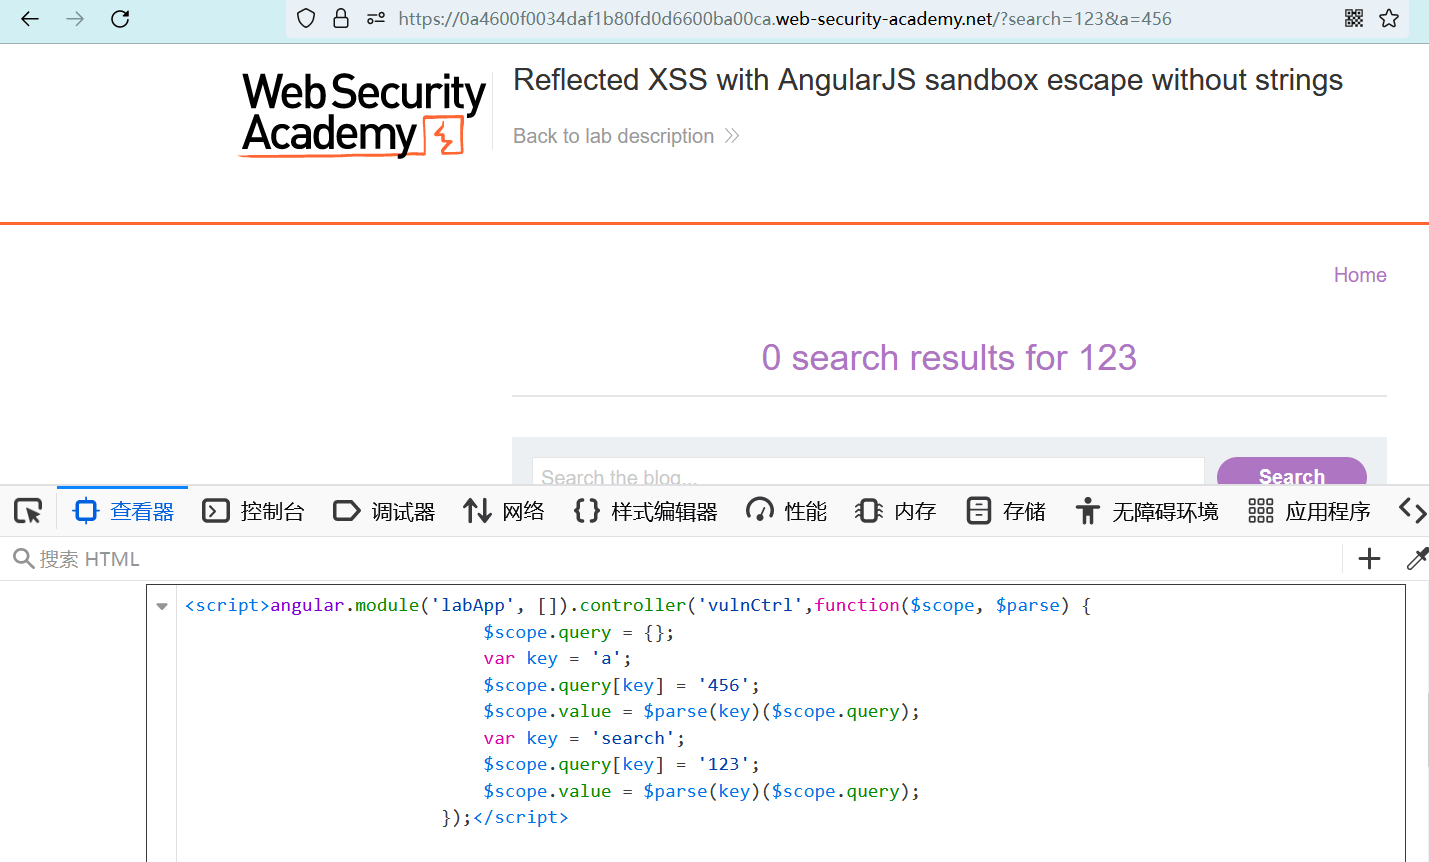 https://0a4600f0034daf1b80fd0d6600ba00ca.web-security-academy.net/?search=123&a=456
Web Security
Academy
Reflected XSS with AngularJS sandbox escape without strings
Back to lab description
Home
0 search results for 123
Search the blog...
Search
查看器 控制台 调试器 网络 样式编辑器 性能 内存 存储 无障碍环境 应用程序
搜索 HTML
<script>angular.module('labApp', []).controller('vulnCtrl',function($scope, $parse) {
$scope.query = {};
var key = 'a';
$scope.query[key] = '456';
$scope.value = $parse(key)($scope.query);
var key = 'search';
$scope.query[key] = '123';
$scope.value = $parse(key)($scope.query);
});</script>